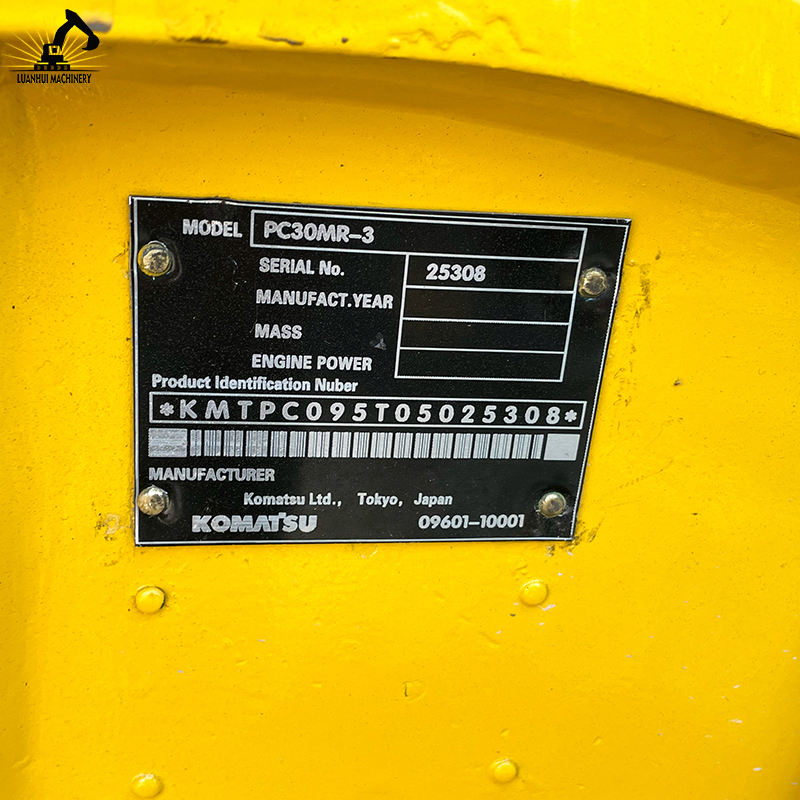 LUANHUI MACHINERY
MODEL PC30MR-3
SERIAL No. 25308
MANUFACT.YEAR
MASS
ENGINE POWER
Product Identification Nuber
*KMTPC095T05025308*
MANUFACTURER
Komatsu Ltd., Tokyo, Japan
KOMATSU 09601-10001